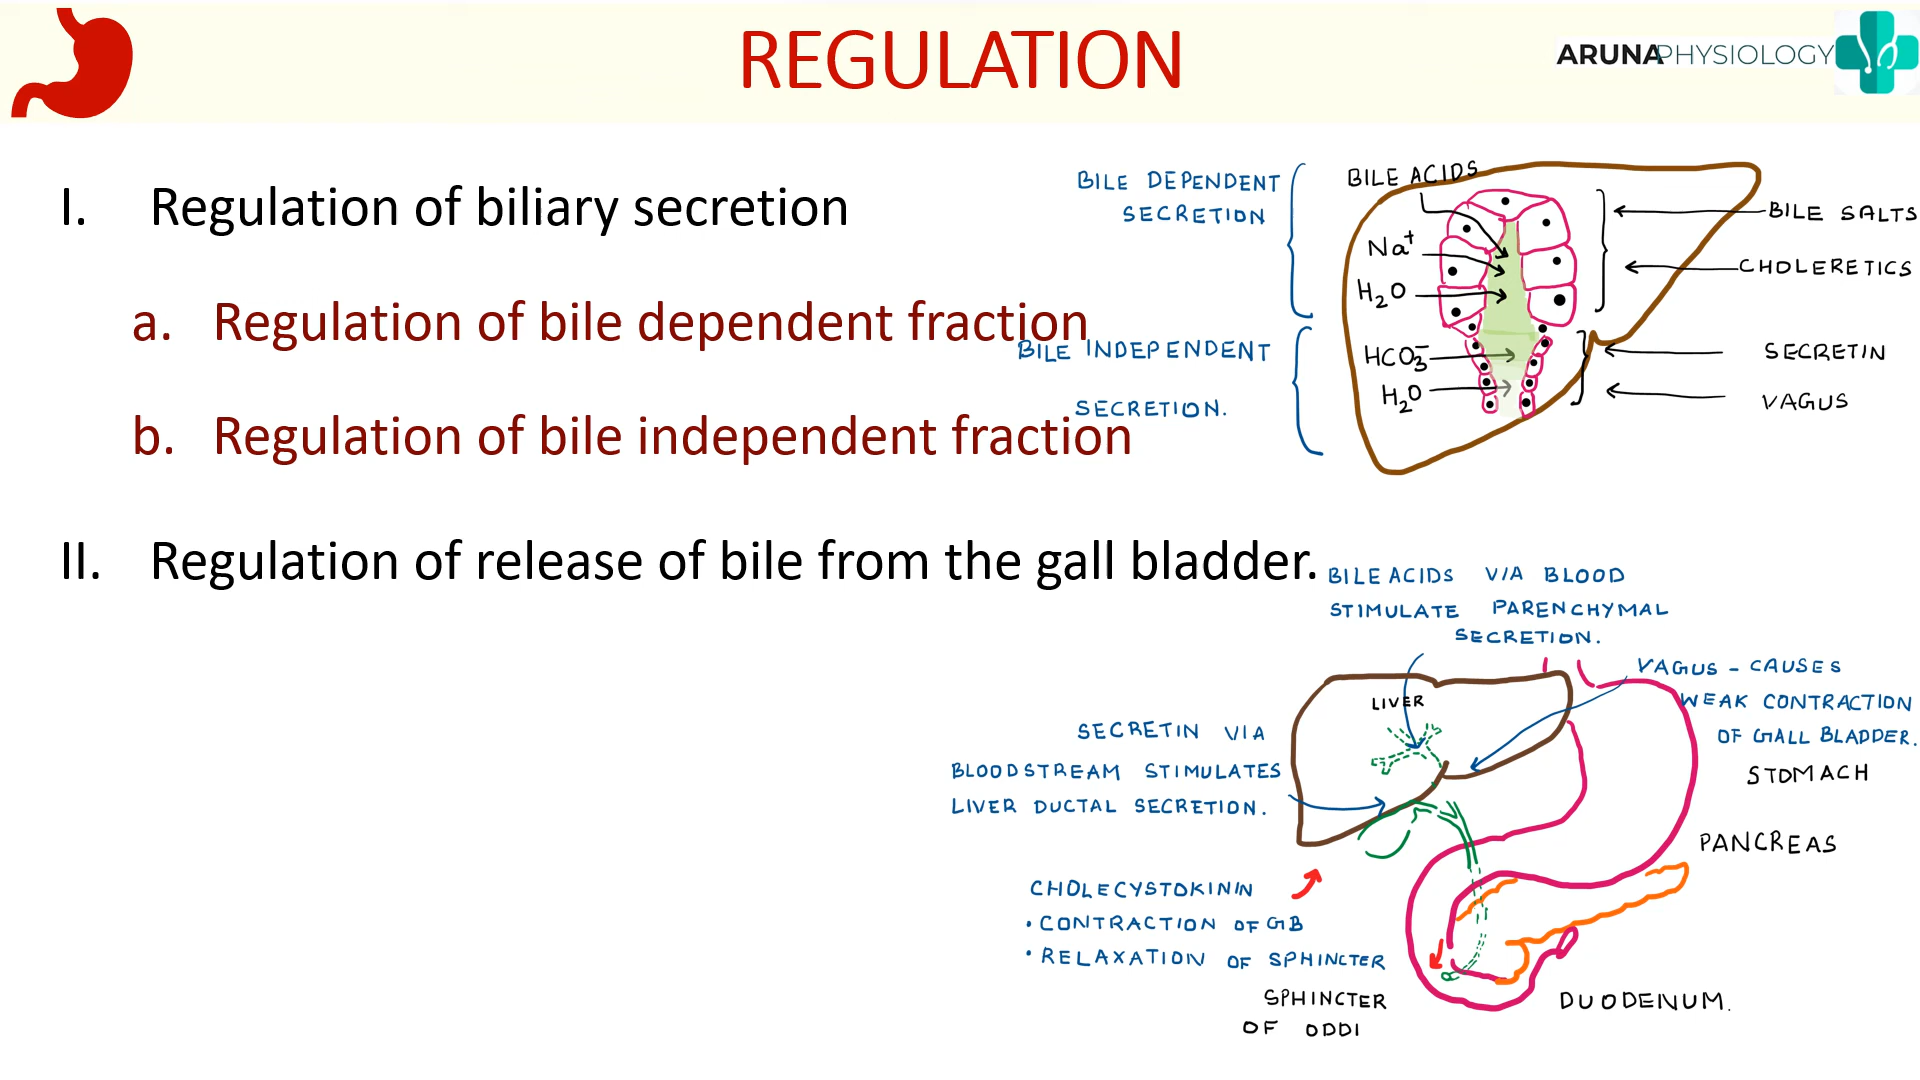 REGULATION
ARUNAPHYSIOLOGY
I. Regulation of biliary secretion
a. Regulation of bile dependent fraction
b. Regulation of bile independent fraction
II. Regulation of release of bile from the gall bladder.
BILE DEPENDENT
SECRETION
BILE ACIDS
Na⁺
H₂O
BILE SALTS
CHOLERETICS
BILE INDEPENDENT
SECRETION.
HCO₃⁻
H₂O
SECRETIN
VAGUS
BILE ACIDS VIA BLOOD
STIMULATE PARENCHYMAL
SECRETION.
VAGUS - CAUSES
WEAK CONTRACTION
OF GALL BLADDER.
STOMACH
LIVER
SECRETIN VIA
BLOODSTREAM STIMULATES
LIVER DUCTAL SECRETION.
PANCREAS
CHOLECYSTOKININ
• CONTRACTION OF GB
• RELAXATION OF SPHINCTER
SPHINCTER
OF ODDI
DUODENUM.